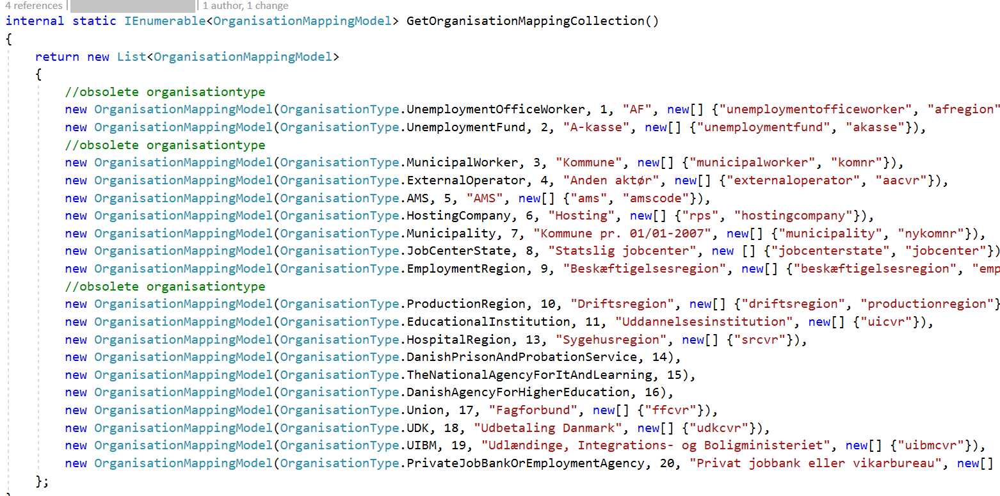 4 references | | 1 author, 1 change
internal static IEnumerable<OrganisationMappingModel> GetOrganisationMappingCollection()
{
return new List<OrganisationMappingModel>
{
//obsolete organisationtype
new OrganisationMappingModel(OrganisationType.UnemploymentOfficeWorker, 1, "AF", new[] {"unemploymentofficeworker", "afregion"
new OrganisationMappingModel(OrganisationType.UnemploymentFund, 2, "A-kasse", new[] {"unemploymentfund", "akasse"}),
//obsolete organisationtype
new OrganisationMappingModel(OrganisationType.MunicipalWorker, 3, "Kommune", new[] {"municipalworker", "komnr"}),
new OrganisationMappingModel(OrganisationType.ExternalOperator, 4, "Anden aktør", new[] {"externaloperator", "aacvr"}),
new OrganisationMappingModel(OrganisationType.AMS, 5, "AMS", new[] {"ams", "amscode"}),
new OrganisationMappingModel(OrganisationType.HostingCompany, 6, "Hosting", new[] {"rps", "hostingcompany"}),
new OrganisationMappingModel(OrganisationType.Municipality, 7, "Kommune pr. 01/01-2007", new[] {"municipality", "nykomnr"}),
new OrganisationMappingModel(OrganisationType.JobCenterState, 8, "Statslig jobcenter", new [] {"jobcenterstate", "jobcenter"})
new OrganisationMappingModel(OrganisationType.EmploymentRegion, 9, "Beskæftigelsesregion", new[] {"beskæftigelsesregion", "emp
//obsolete organisationtype
new OrganisationMappingModel(OrganisationType.ProductionRegion, 10, "Driftsregion", new[] {"driftsregion", "productionregion"}
new OrganisationMappingModel(OrganisationType.EducationalInstitution, 11, "Uddannelsesinstitution", new[] {"uicvr"}),
new OrganisationMappingModel(OrganisationType.HospitalRegion, 13, "Sygehusregion", new[] {"srcvr"}),
new OrganisationMappingModel(OrganisationType.DanishPrisonAndProbationService, 14),
new OrganisationMappingModel(OrganisationType.TheNationalAgencyForItAndLearning, 15),
new OrganisationMappingModel(OrganisationType.DanishAgencyForHigherEducation, 16),
new OrganisationMappingModel(OrganisationType.Union, 17, "Fagforbund", new[] {"ffcvr"}),
new OrganisationMappingModel(OrganisationType.UDK, 18, "Udbetaling Danmark", new[] {"udkcvr"}),
new OrganisationMappingModel(OrganisationType.UIBM, 19, "Udlændinge, Integrations- og Boligministeriet", new[] {"uibmcvr"}),
new OrganisationMappingModel(OrganisationType.PrivateJobBankOrEmploymentAgency, 20, "Privat jobbank eller vikarbureau", new[]
};